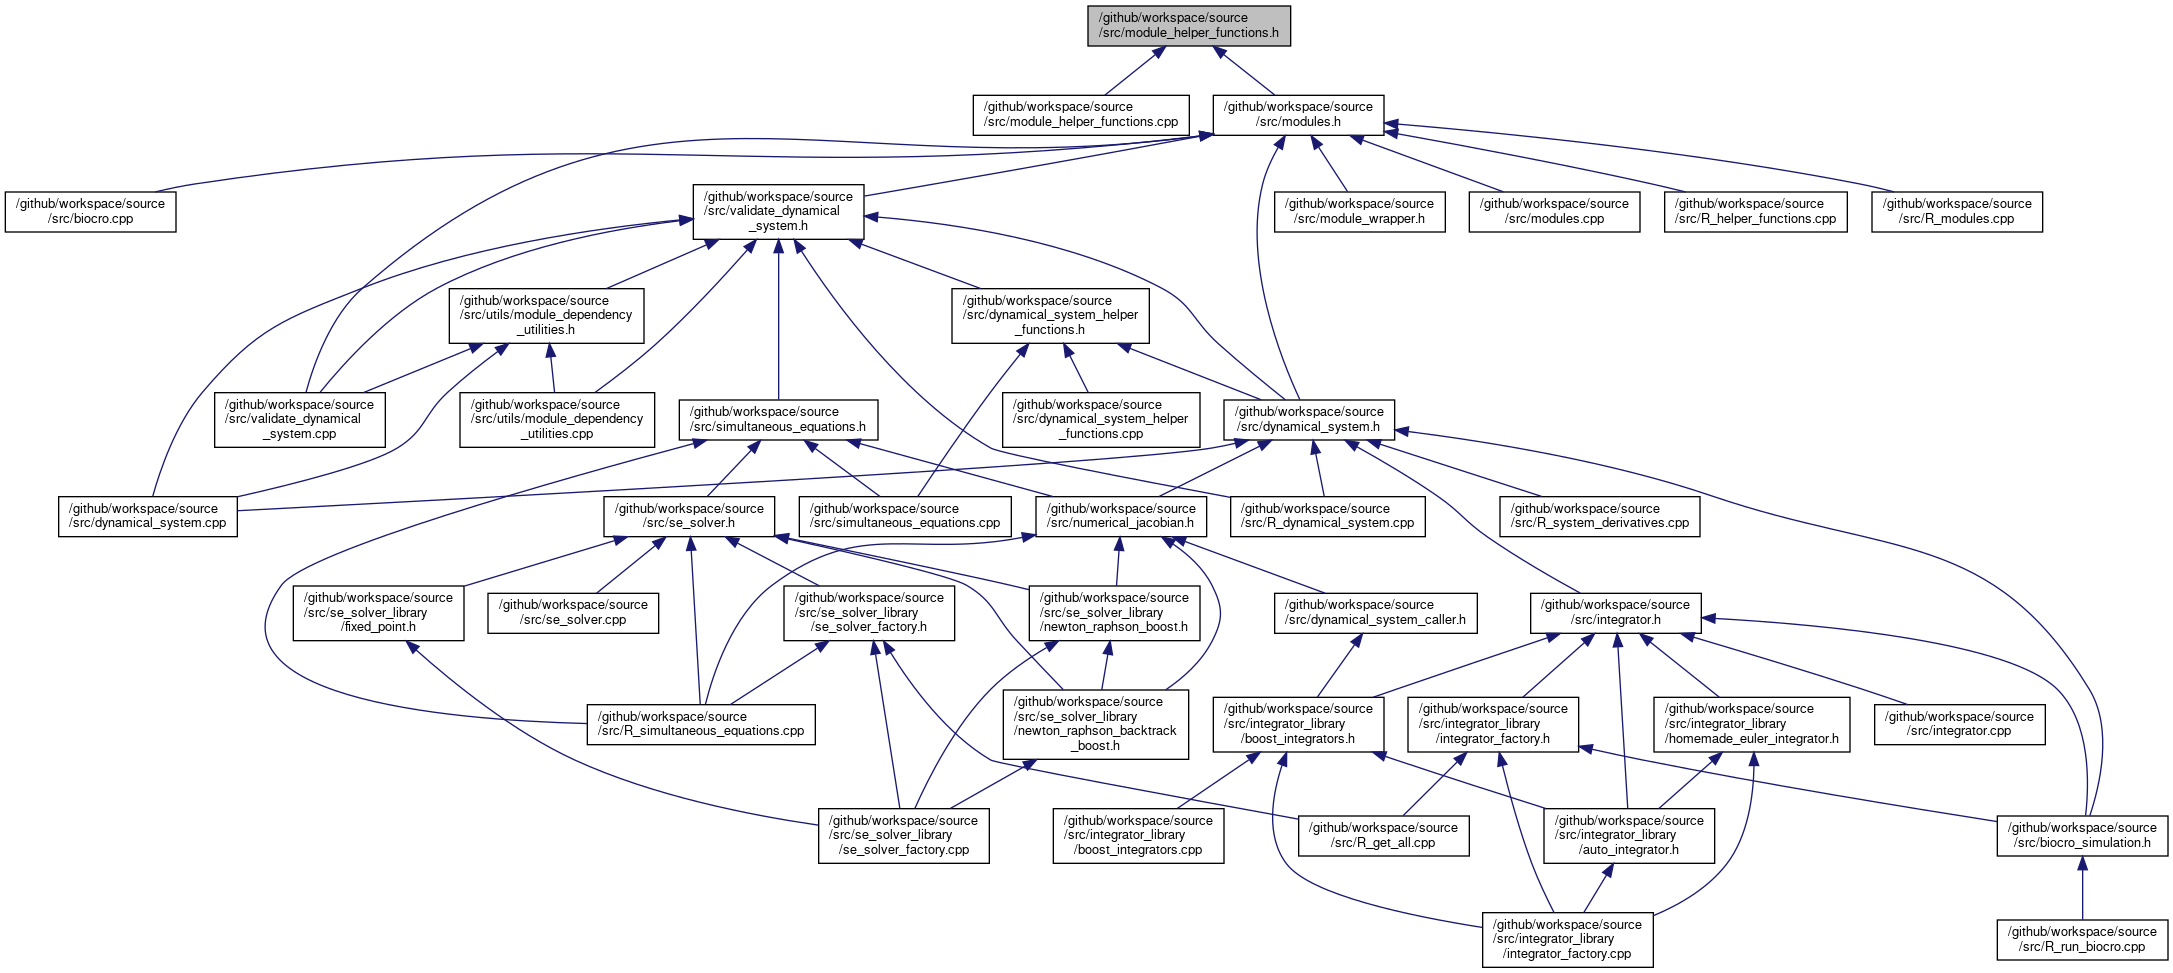 /github/workspace/source
/src/module_helper_functions.h
/github/workspace/source
/src/module_helper_functions.cpp
/github/workspace/source
/src/modules.h
/github/workspace/source
/src/biocro.cpp
/github/workspace/source
/src/validate_dynamical
_system.h
/github/workspace/source
/src/module_wrapper.h
/github/workspace/source
/src/modules.cpp
/github/workspace/source
/src/R_helper_functions.cpp
/github/workspace/source
/src/R_modules.cpp
/github/workspace/source
/src/utils/module_dependency
_utilities.h
/github/workspace/source
/src/dynamical_system_helper
_functions.h
/github/workspace/source
/src/validate_dynamical
_system.cpp
/github/workspace/source
/src/utils/module_dependency
_utilities.cpp
/github/workspace/source
/src/simultaneous_equations.h
/github/workspace/source
/src/dynamical_system_helper
_functions.cpp
/github/workspace/source
/src/dynamical_system.h
/github/workspace/source
/src/dynamical_system.cpp
/github/workspace/source
/src/se_solver.h
/github/workspace/source
/src/simultaneous_equations.cpp
/github/workspace/source
/src/numerical_jacobian.h
/github/workspace/source
/src/R_dynamical_system.cpp
/github/workspace/source
/src/R_system_derivatives.cpp
/github/workspace/source
/src/se_solver_library
/fixed_point.h
/github/workspace/source
/src/se_solver.cpp
/github/workspace/source
/src/se_solver_library
/se_solver_factory.h
/github/workspace/source
/src/se_solver_library
/newton_raphson_boost.h
/github/workspace/source
/src/dynamical_system_caller.h
/github/workspace/source
/src/integrator.h
/github/workspace/source
/src/R_simultaneous_equations.cpp
/github/workspace/source
/src/se_solver_library
/newton_raphson_backtrack
_boost.h
/github/workspace/source
/src/integrator_library
/boost_integrators.h
/github/workspace/source
/src/integrator_library
/integrator_factory.h
/github/workspace/source
/src/integrator_library
/homemade_euler_integrator.h
/github/workspace/source
/src/integrator.cpp
/github/workspace/source
/src/se_solver_library
/se_solver_factory.cpp
/github/workspace/source
/src/integrator_library
/boost_integrators.cpp
/github/workspace/source
/src/R_get_all.cpp
/github/workspace/source
/src/integrator_library
/auto_integrator.h
/github/workspace/source
/src/biocro_simulation.h
/github/workspace/source
/src/integrator_library
/integrator_factory.cpp
/github/workspace/source
/src/R_run_biocro.cpp